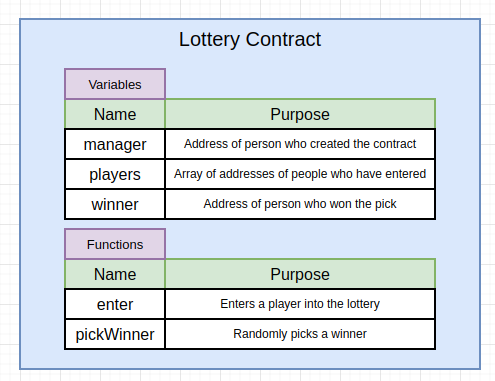 Lottery Contract
Variables
Name Purpose
manager Address of person who created the contract
players Array of addresses of people who have entered
winner Address of person who won the pick
Functions
Name Purpose
enter Enters a player into the lottery
pickWinner Randomly picks a winner